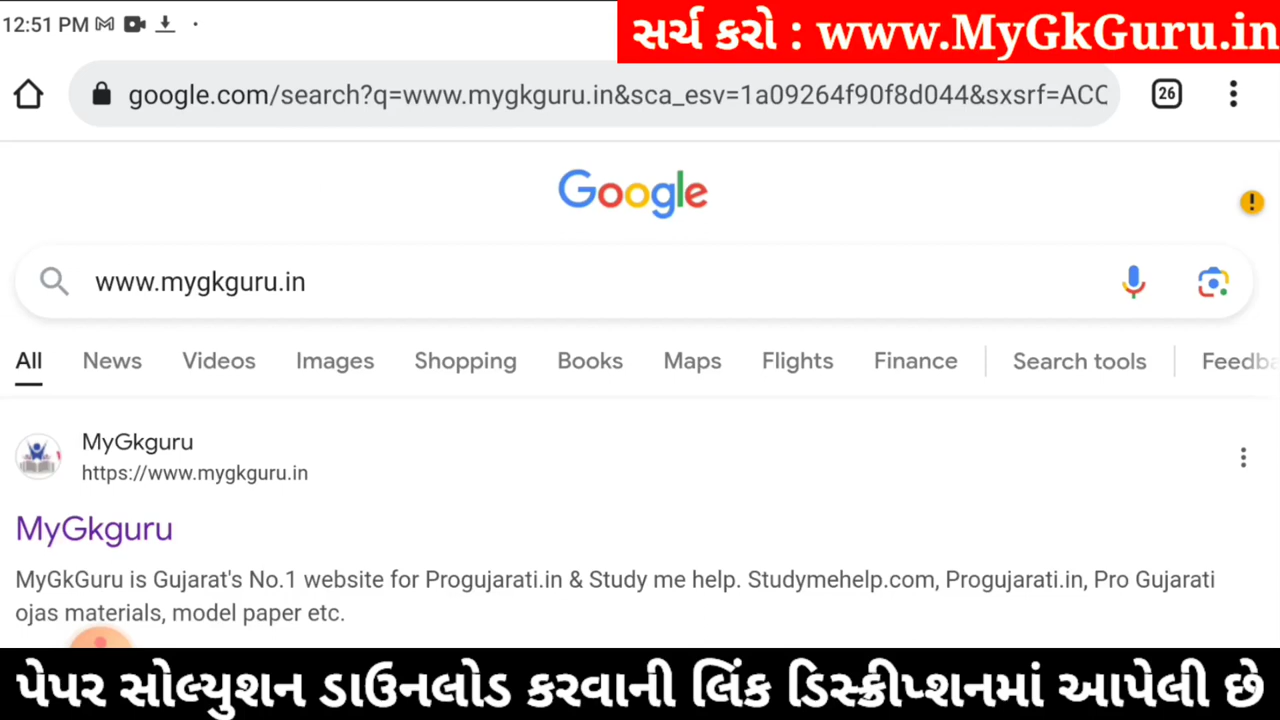 12:51 PM
સર્ચ કરો : www.MyGkGuru.in
google.com/search?q=www.mygkguru.in&sca_esv=1a09264f90f8d044&sxsrf=ACC
26
Google
www.mygkguru.in
All News Videos Images Shopping Books Maps Flights Finance Search tools Feedba
MyGkguru
https://www.mygkguru.in
MyGkguru
MyGkGuru is Gujarat's No.1 website for Progujarati.in & Study me help. Studymehelp.com, Progujarati.in, Pro Gujarati
ojas materials, model paper etc.
પેપર સોલ્યુશન ડાઉનલોડ કરવાની લિંક ડિસ્ક્રીપ્શનમાં આપેલી છે